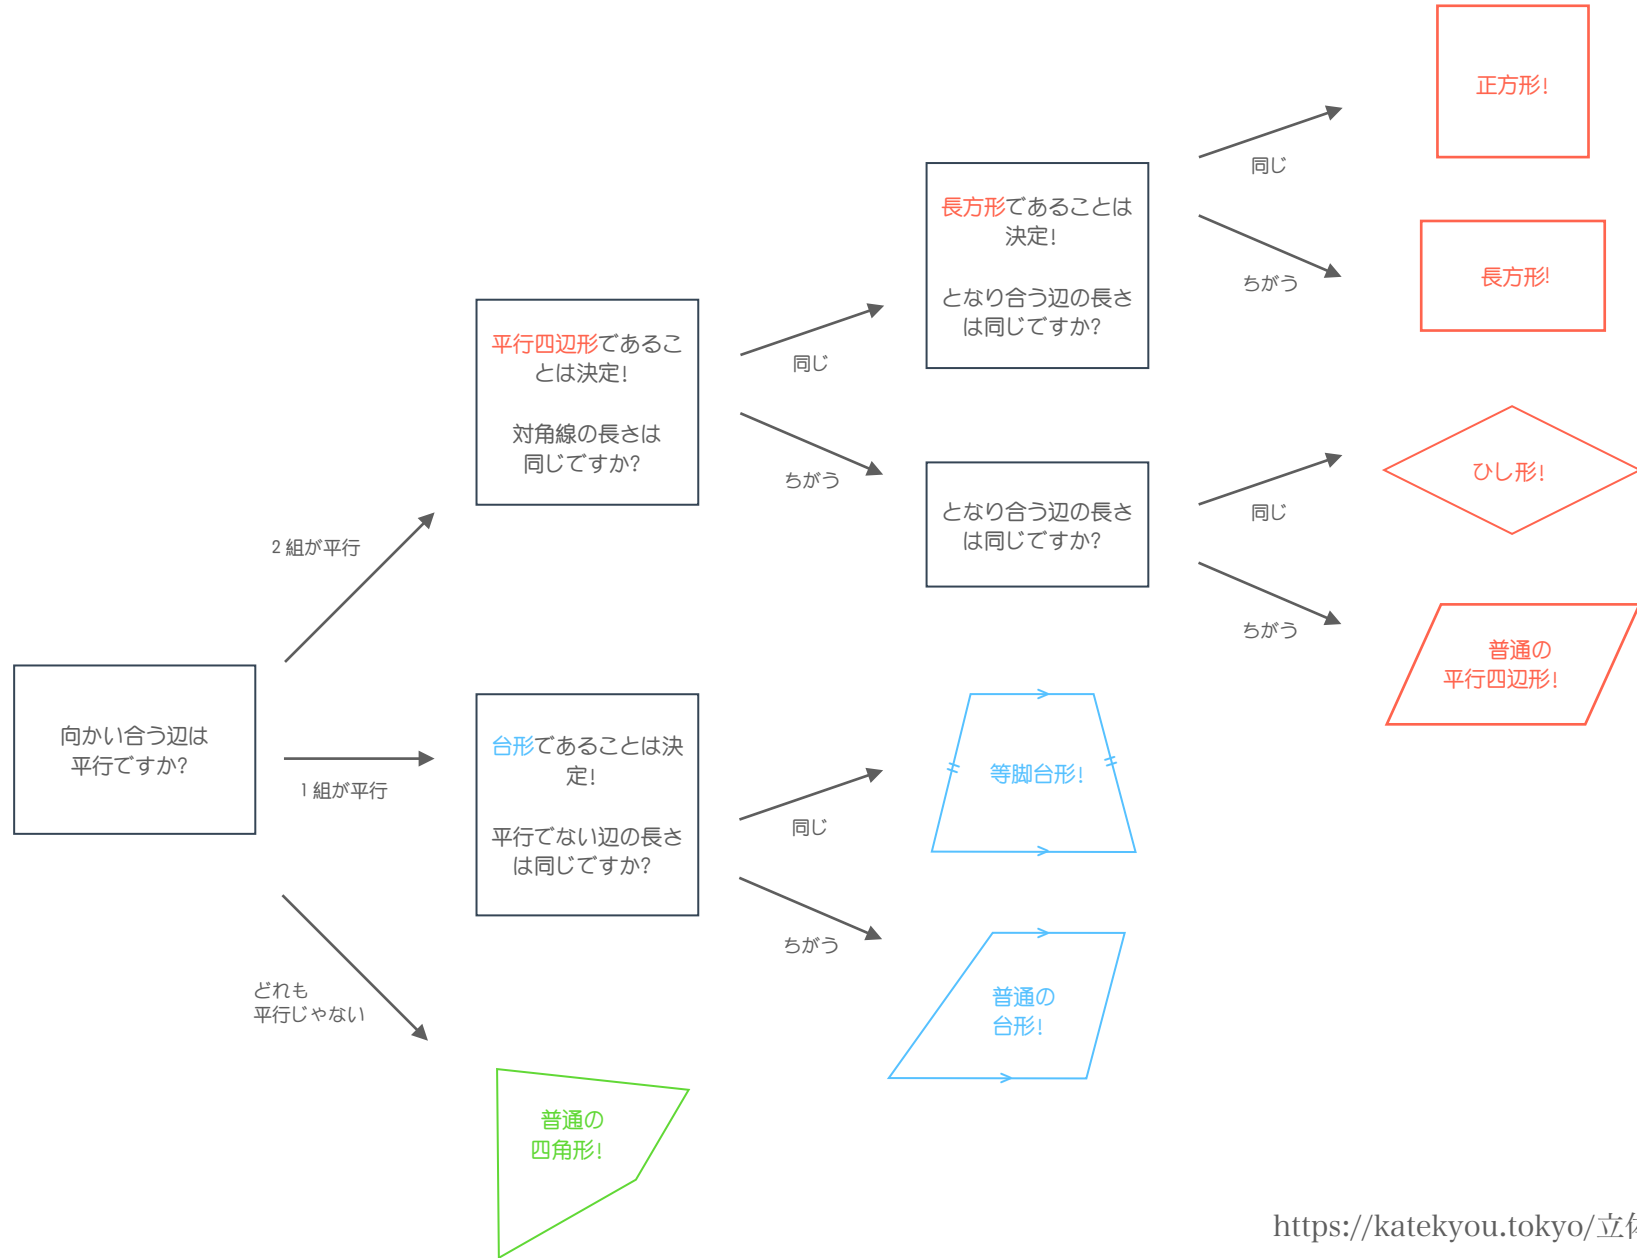 正方形!
同じ
長方形であることは
決定!
となり合う辺の長さ
は同じですか?
ちがう
長方形!
平行四辺形であるこ
とは決定!
対角線の長さは
同じですか?
同じ
ちがう
となり合う辺の長さ
は同じですか?
同じ
ひし形!
ちがう
普通の
平行四辺形!
2組が平行
向かい合う辺は
平行ですか?
1組が平行
台形であることは決
定!
平行でない辺の長さ
は同じですか?
同じ
等脚台形!
ちがう
普通の
台形!
どれも
平行じゃない
普通の
四角形!
https://katekyou.tokyo/立